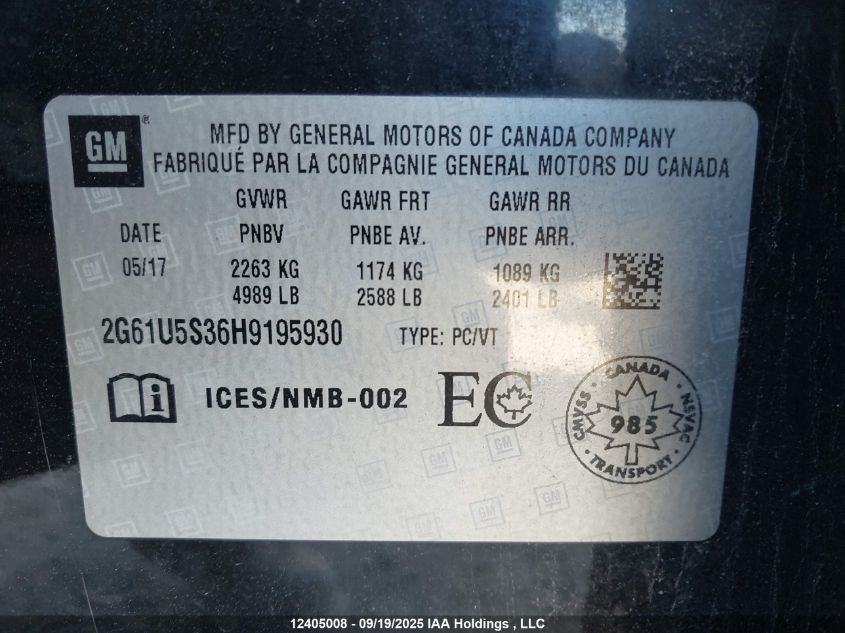 GM
®
MFD BY GENERAL MOTORS OF CANADA COMPANY
FABRIQUÉ PAR LA COMPAGNIE GENERAL MOTORS DU CANADA
GVWR GAWR FRT GAWR RR
DATE PNBV PNBE AV. PNBE ARR.
05/17 2263 KG 1174 KG 1089 KG
4989 LB 2588 LB 2401 LB
2G61U5S36H9195930 TYPE: PC/VT
i ICES/NMB-002 EC
CANADA
CMVSS 985 NSVAC
TRANSPORT
12405008 - 09/19/2025 IAA Holdings , LLC